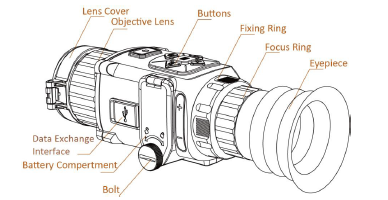 Lens Cover
Objective Lens
Buttons
Fixing Ring
Focus Ring
Eyepiece
Data Exchange
Interface
Battery Compertment
Bolt